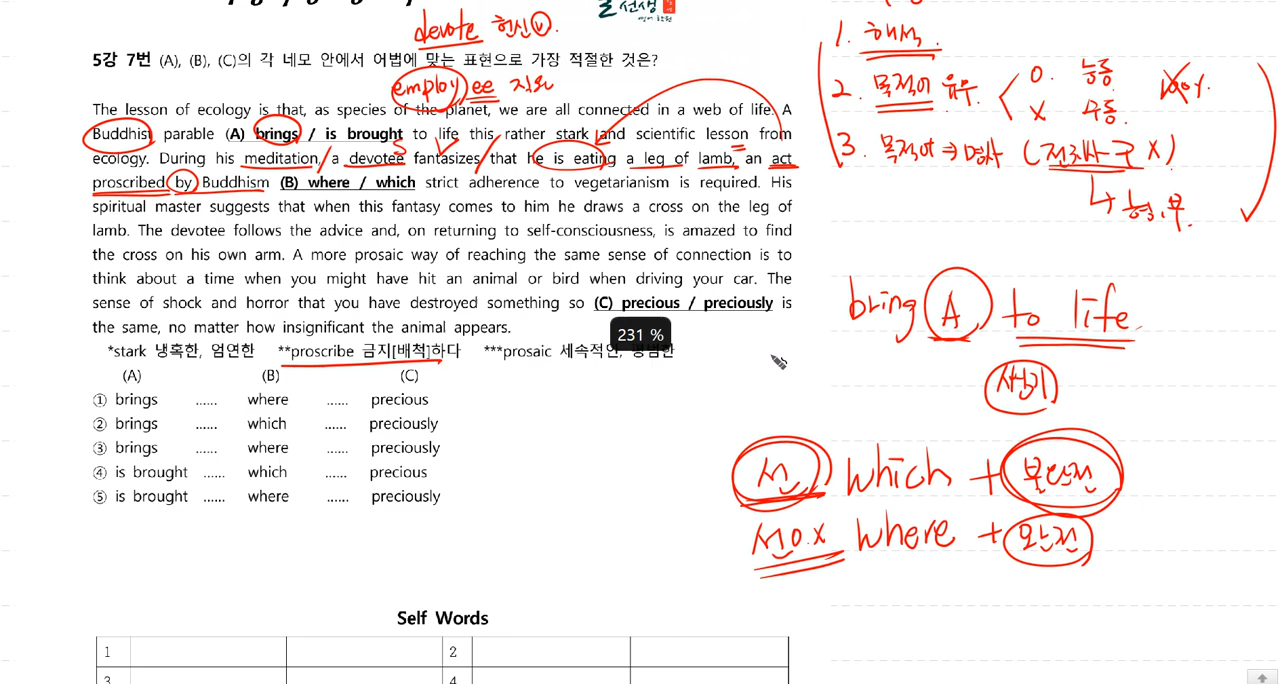 선생
devote 헌신ⓥ.
5강 7번 (A), (B), (C)의 각 네모 안에서 어법에 맞는 표현으로 가장 적절한 것은?
employee 직원
The lesson of ecology is that, as species of the planet, we are all connected in a web of life. A
Buddhist parable (A) brings / is brought to life this rather stark and scientific lesson from
ecology. During his meditation, a devotee fantasizes that he is eating a leg of lamb, an act
proscribed by Buddhism (B) where / which strict adherence to vegetarianism is required. His
spiritual master suggests that when this fantasy comes to him he draws a cross on the leg of
lamb. The devotee follows the advice and, on returning to self-consciousness, is amazed to find
the cross on his own arm. A more prosaic way of reaching the same sense of connection is to
think about a time when you might have hit an animal or bird when driving your car. The
sense of shock and horror that you have destroyed something so (C) precious / preciously is
the same, no matter how insignificant the animal appears.
231 %
*stark 냉혹한, 엄연한 **proscribe 금지[배척]하다 ***prosaic 세속적인, 평범한
(A) (B) (C)
① brings ...... where ...... precious
② brings ...... which ...... preciously
③ brings ...... where ...... preciously
④ is brought ...... which ...... precious
⑤ is brought ...... where ...... preciously
Self Words
1 2
3 4
1. 해석
2. 목적어 유무 O. 능동
X 수동. 100%
3. 목적어 ⇒ 명사 (전치사 구 X)
↳ 형.부.
bring A to life
생기
선 which + 불완전
선O.X where + 완전